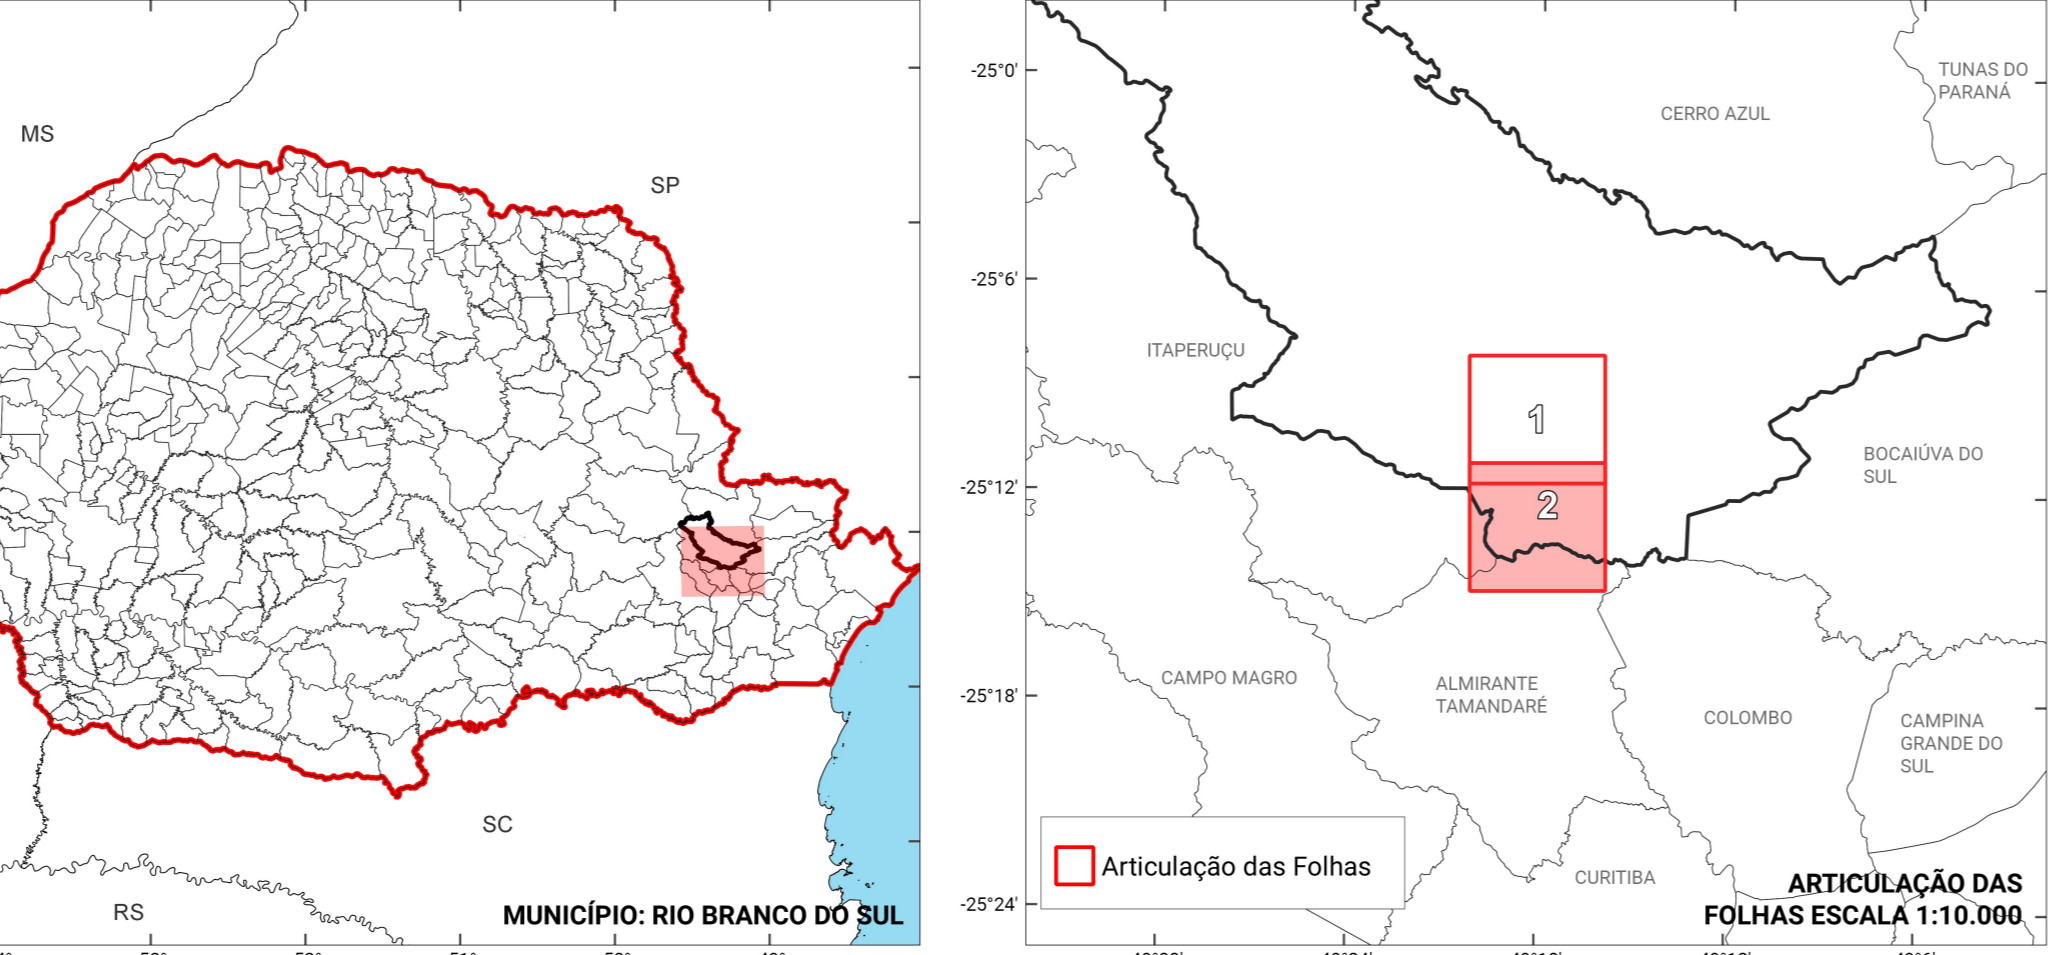 MS
SP
SC
RS
MUNICÍPIO: RIO BRANCO DO SUL
-25°0'
-25°6'
-25°12'
-25°18'
-25°24'
TUNAS DO
PARANÁ
CERRO AZUL
ITAPERUÇU
1
2
BOCAIÚVA DO
SUL
CAMPO MAGRO
ALMIRANTE
TAMANDARÉ
COLOMBO
CAMPINA
GRANDE DO
SUL
CURITIBA
Articulação das Folhas
ARTICULAÇÃO DAS
FOLHAS ESCALA 1:10.000